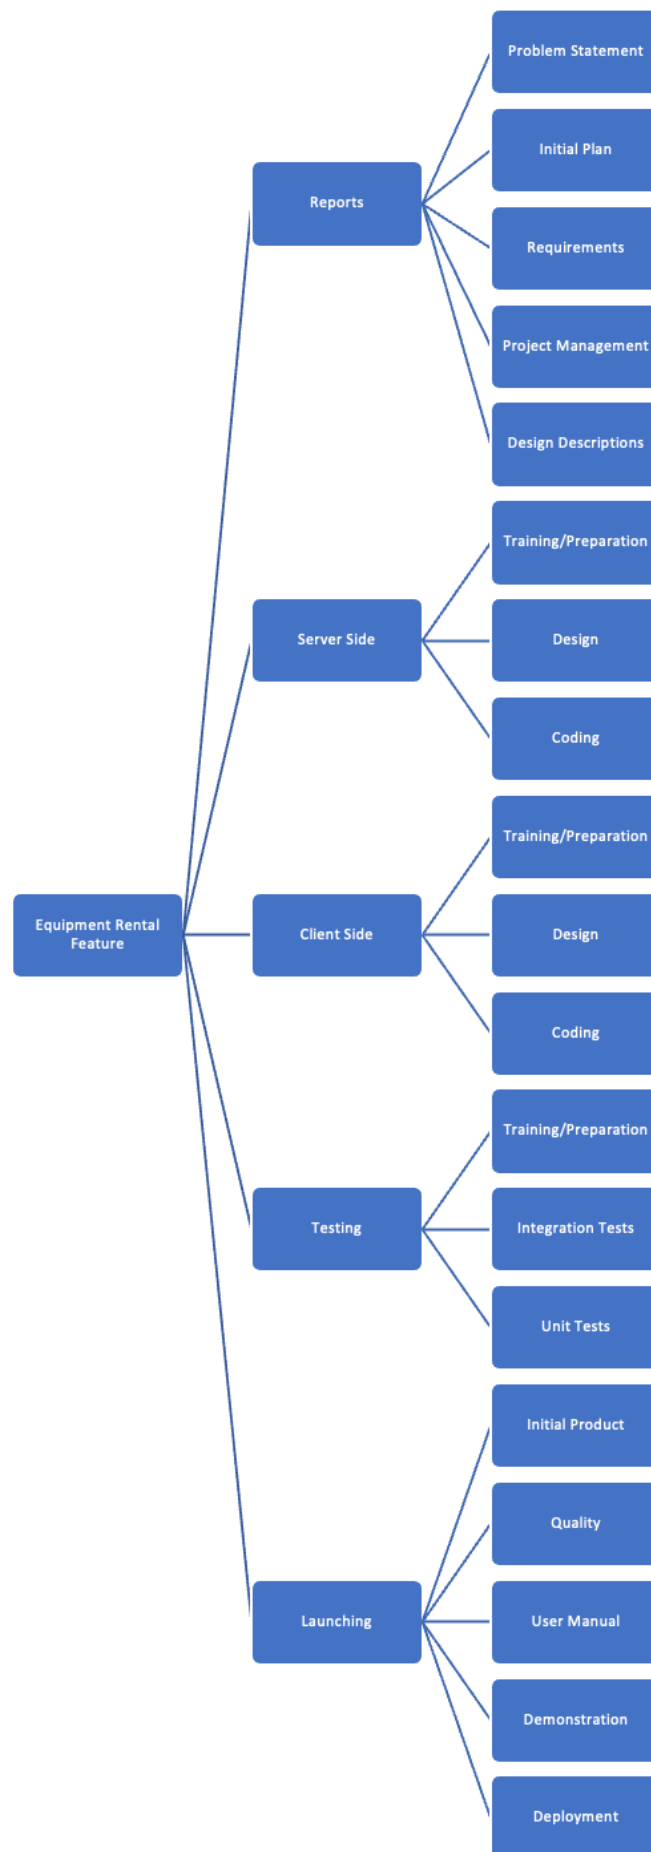 Problem Statement
Initial Plan
Reports
Requirements
Project Management
Design Descriptions
Training/Preparation
Server Side
Design
Coding
Training/Preparation
Equipment Rental
Feature
Client Side
Design
Coding
Training/Preparation
Testing
Integration Tests
Unit Tests
Initial Product
Quality
Launching
User Manual
Demonstration
Deployment